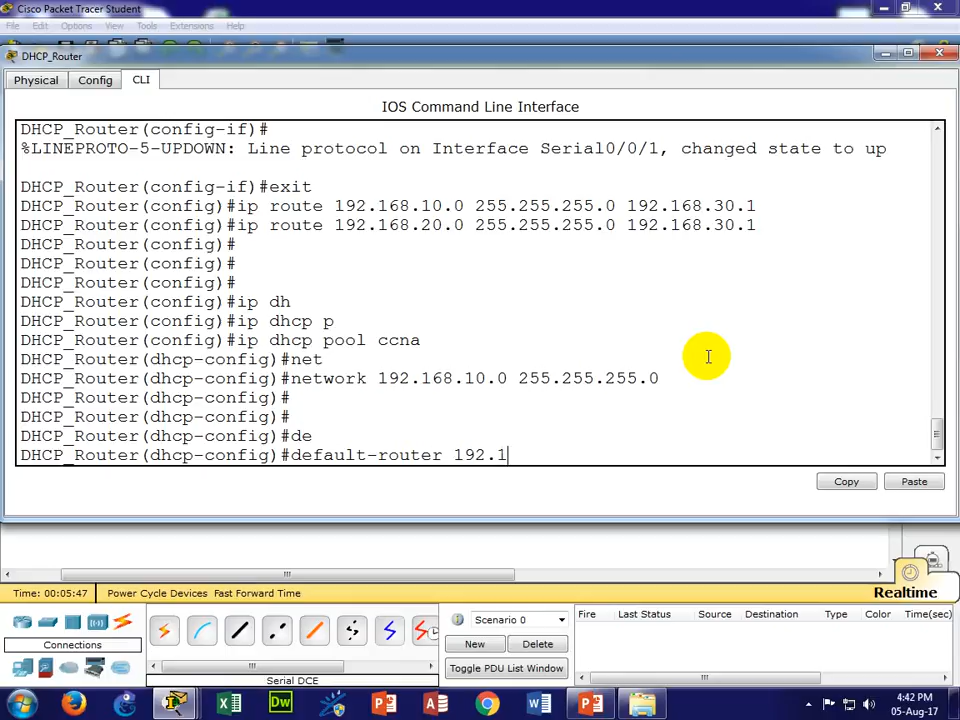 Cisco Packet Tracer Student
File Edit Options View Tools Extensions Help
DHCP_Router
Physical Config CLI
IOS Command Line Interface
DHCP_Router(config-if)#
%LINEPROTO-5-UPDOWN: Line protocol on Interface Serial0/0/1, changed state to up
DHCP_Router(config-if)#exit
DHCP_Router(config)#ip route 192.168.10.0 255.255.255.0 192.168.30.1
DHCP_Router(config)#ip route 192.168.20.0 255.255.255.0 192.168.30.1
DHCP_Router(config)#
DHCP_Router(config)#
DHCP_Router(config)#
DHCP_Router(config)#ip dh
DHCP_Router(config)#ip dhcp p
DHCP_Router(config)#ip dhcp pool ccna
DHCP_Router(dhcp-config)#net
DHCP_Router(dhcp-config)#network 192.168.10.0 255.255.255.0
DHCP_Router(dhcp-config)#
DHCP_Router(dhcp-config)#
DHCP_Router(dhcp-config)#de
DHCP_Router(dhcp-config)#default-router 192.1
Copy Paste
Time: 00:05:47 Power Cycle Devices Fast Forward Time
Realtime
Scenario 0
Fire Last Status Source Destination Type Color Time(sec)
New Delete
Connections
Toggle PDU List Window
Serial DCE
Dw
4:42 PM
05-Aug-17